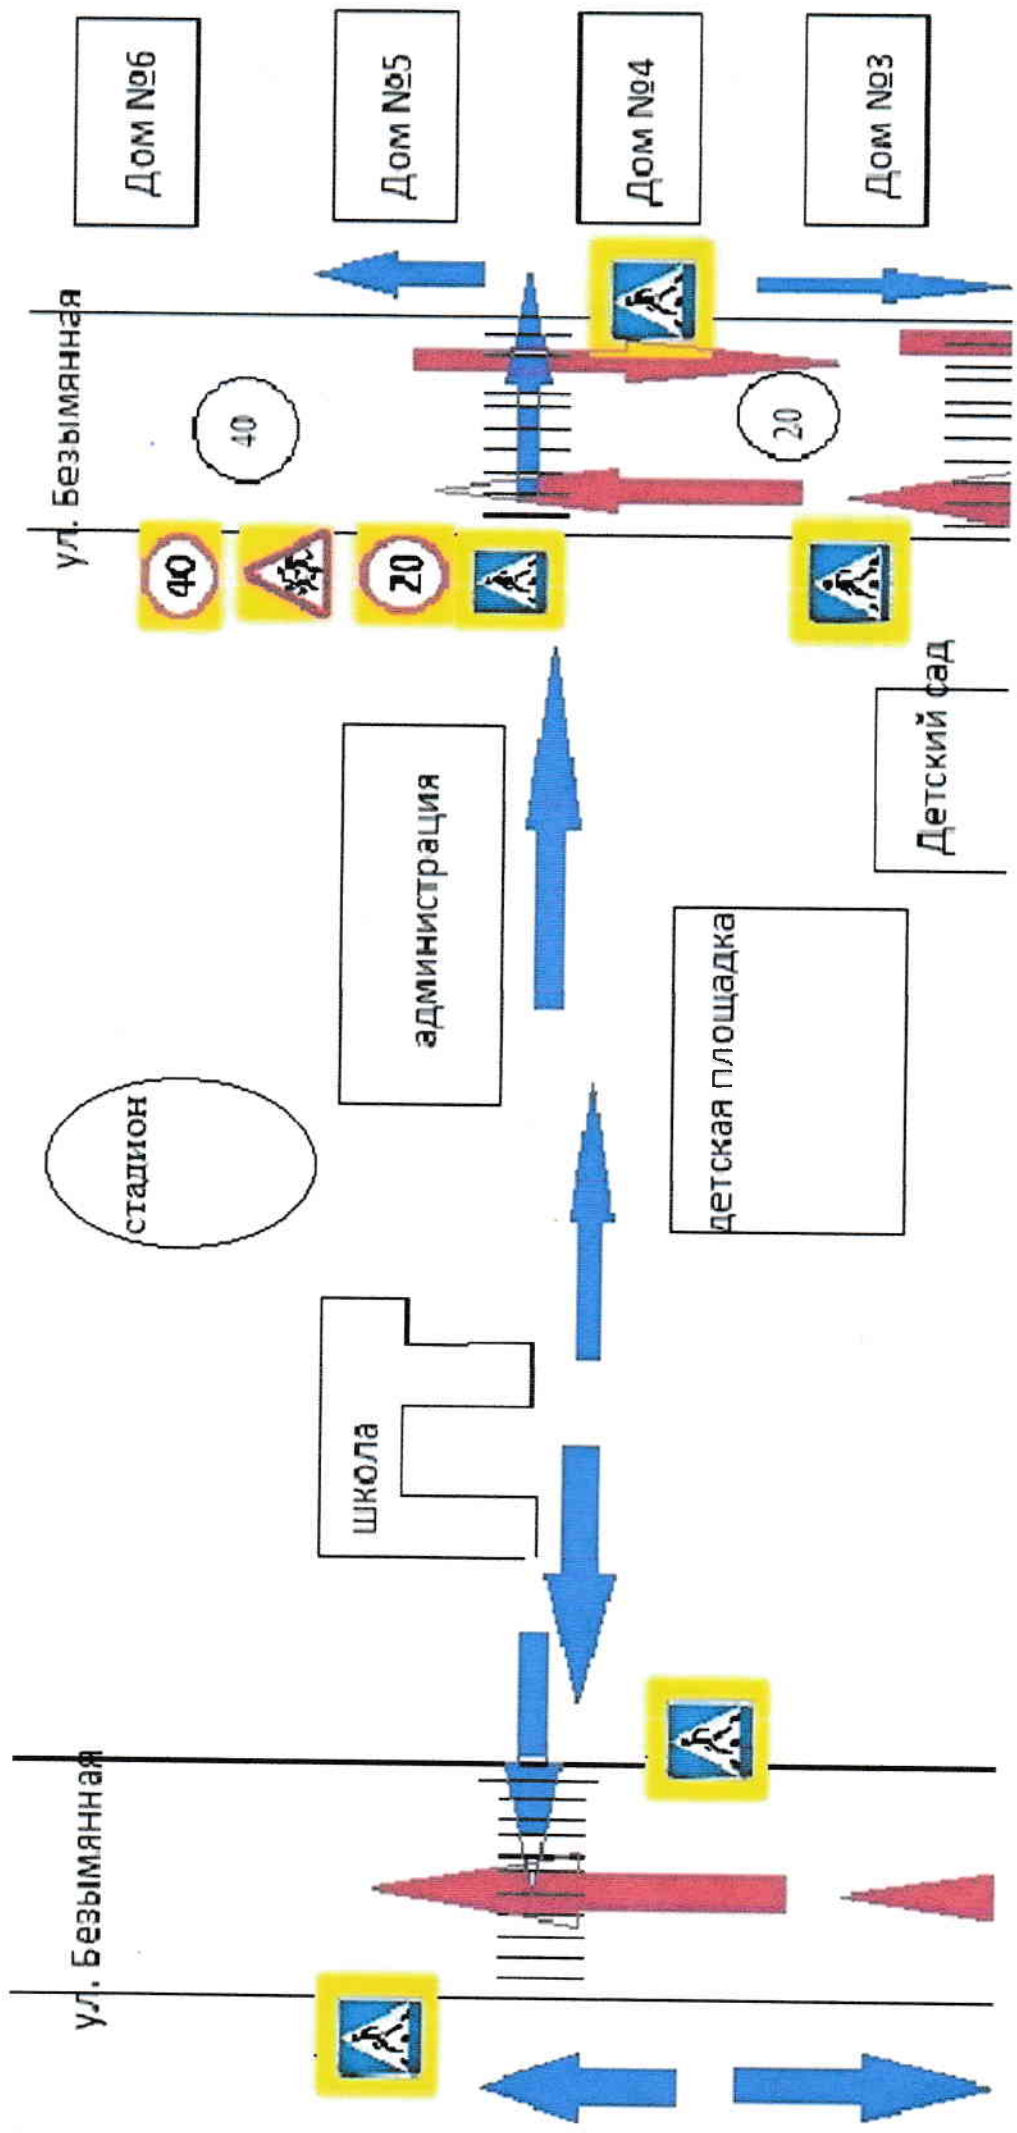 Дом №6
Дом №5
Дом №4
Дом №3
ул. Безымянная
40
20
40
20
администрация
Детский сад
детская площадка
стадион
школа
ул. Безымянная